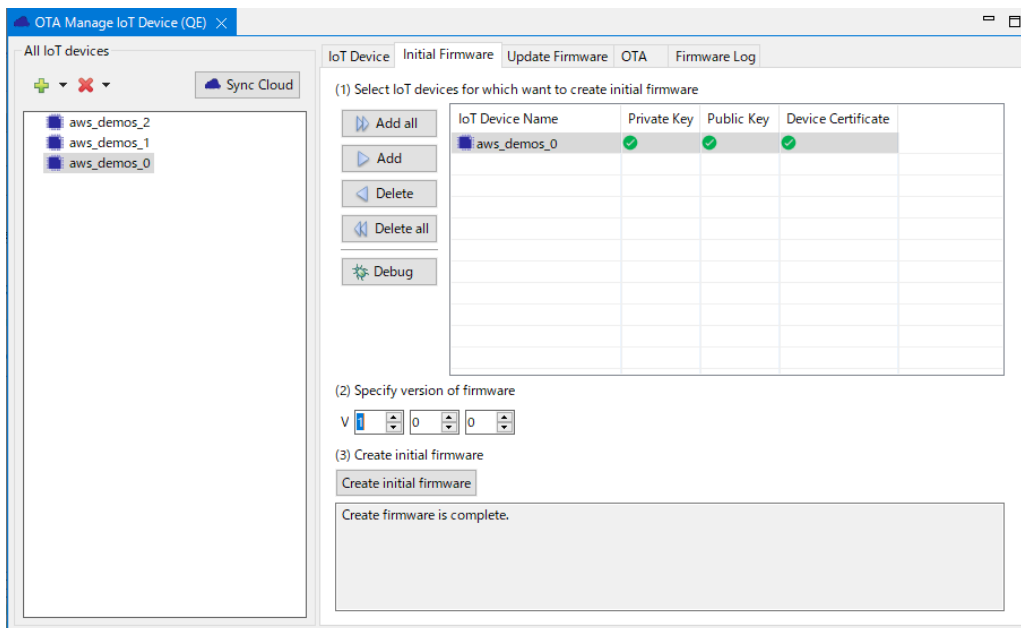 OTA Manage IoT Device (QE)
All IoT devices
Sync Cloud
aws_demos_2
aws_demos_1
aws_demos_0
IoT Device Initial Firmware Update Firmware OTA Firmware Log
(1) Select IoT devices for which want to create initial firmware
Add all
Add
Delete
Delete all
Debug
IoT Device Name Private Key Public Key Device Certificate
aws_demos_0
(2) Specify version of firmware
V 1 0 0
(3) Create initial firmware
Create initial firmware
Create firmware is complete.